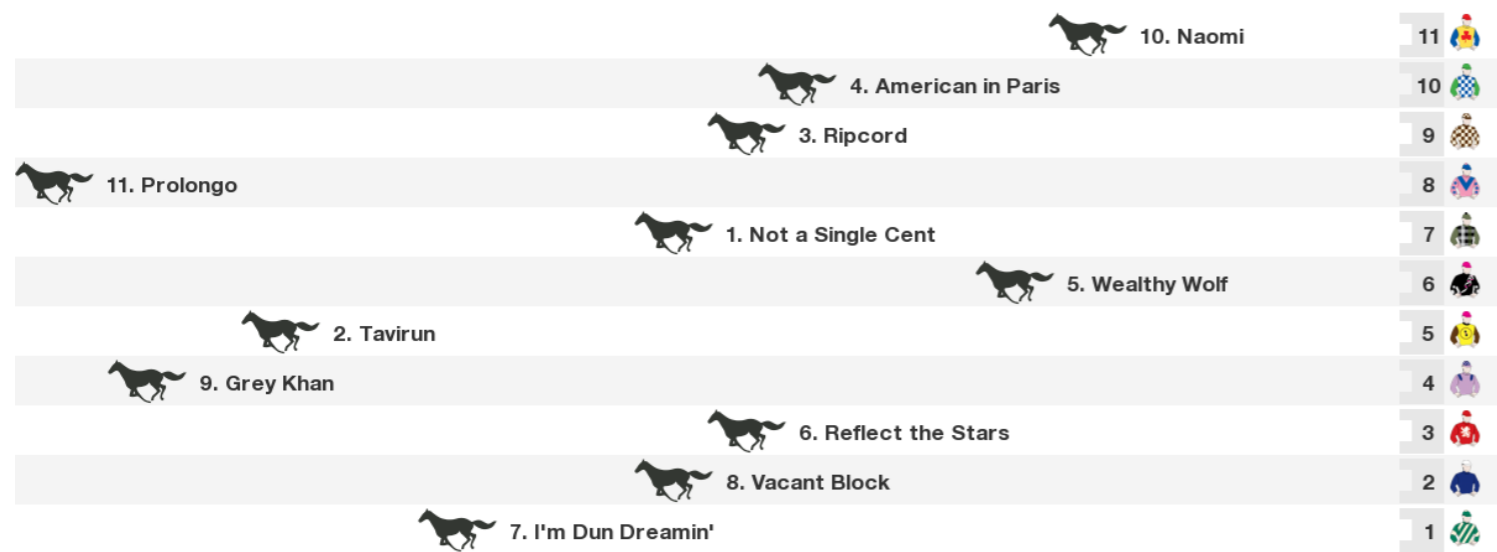 10. Naomi 11
4. American in Paris 10
3. Ripcord 9
11. Prolongo 8
1. Not a Single Cent 7
5. Wealthy Wolf 6
2. Tavirun 5
9. Grey Khan 4
6. Reflect the Stars 3
8. Vacant Block 2
7. I'm Dun Dreamin' 1